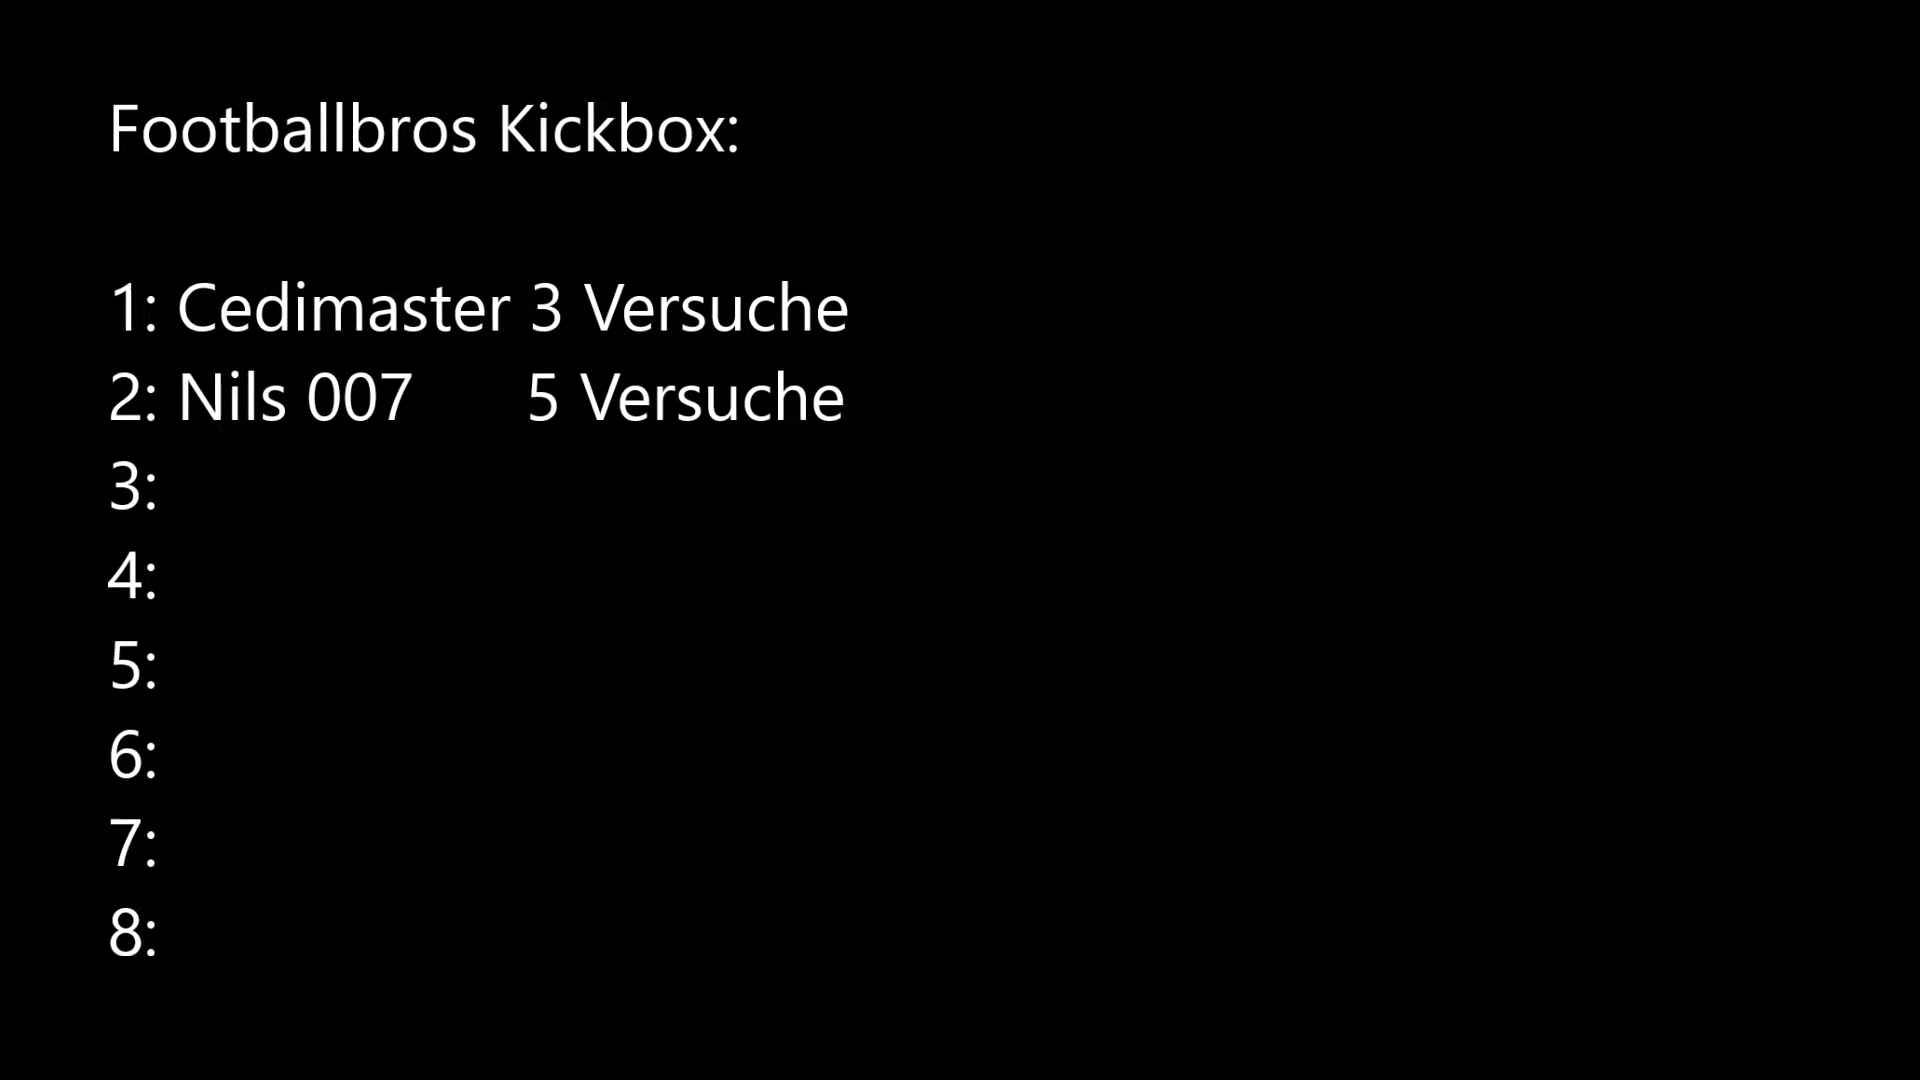 Footballbros Kickbox:
1: Cedimaster 3 Versuche
2: Nils 007 5 Versuche
3:
4:
5:
6:
7:
8: